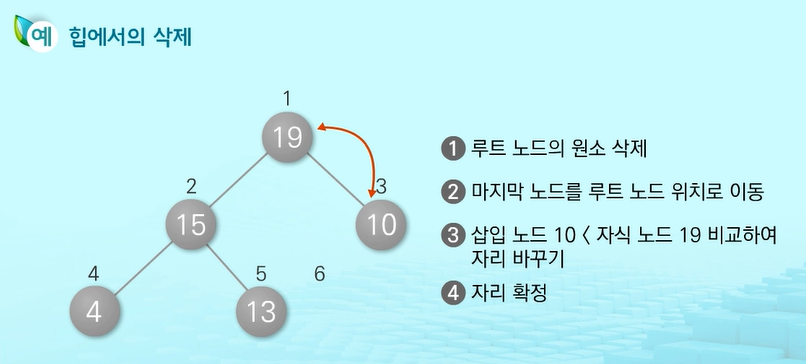 예 힙에서의 삭제
1
19
2
3
15
10
4
5
6
4
13
1 루트 노드의 원소 삭제
2 마지막 노드를 루트 노드 위치로 이동
3 삽입 노드 10 < 자식 노드 19 비교하여
자리 바꾸기
4 자리 확정